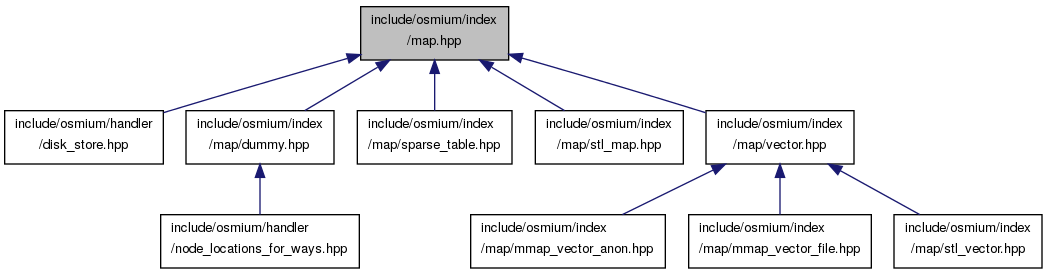 include/osmium/index
/map.hpp
include/osmium/handler
/disk_store.hpp
include/osmium/index
/map/dummy.hpp
include/osmium/index
/map/sparse_table.hpp
include/osmium/index
/map/stl_map.hpp
include/osmium/index
/map/vector.hpp
include/osmium/handler
/node_locations_for_ways.hpp
include/osmium/index
/map/mmap_vector_anon.hpp
include/osmium/index
/map/mmap_vector_file.hpp
include/osmium/index
/map/stl_vector.hpp